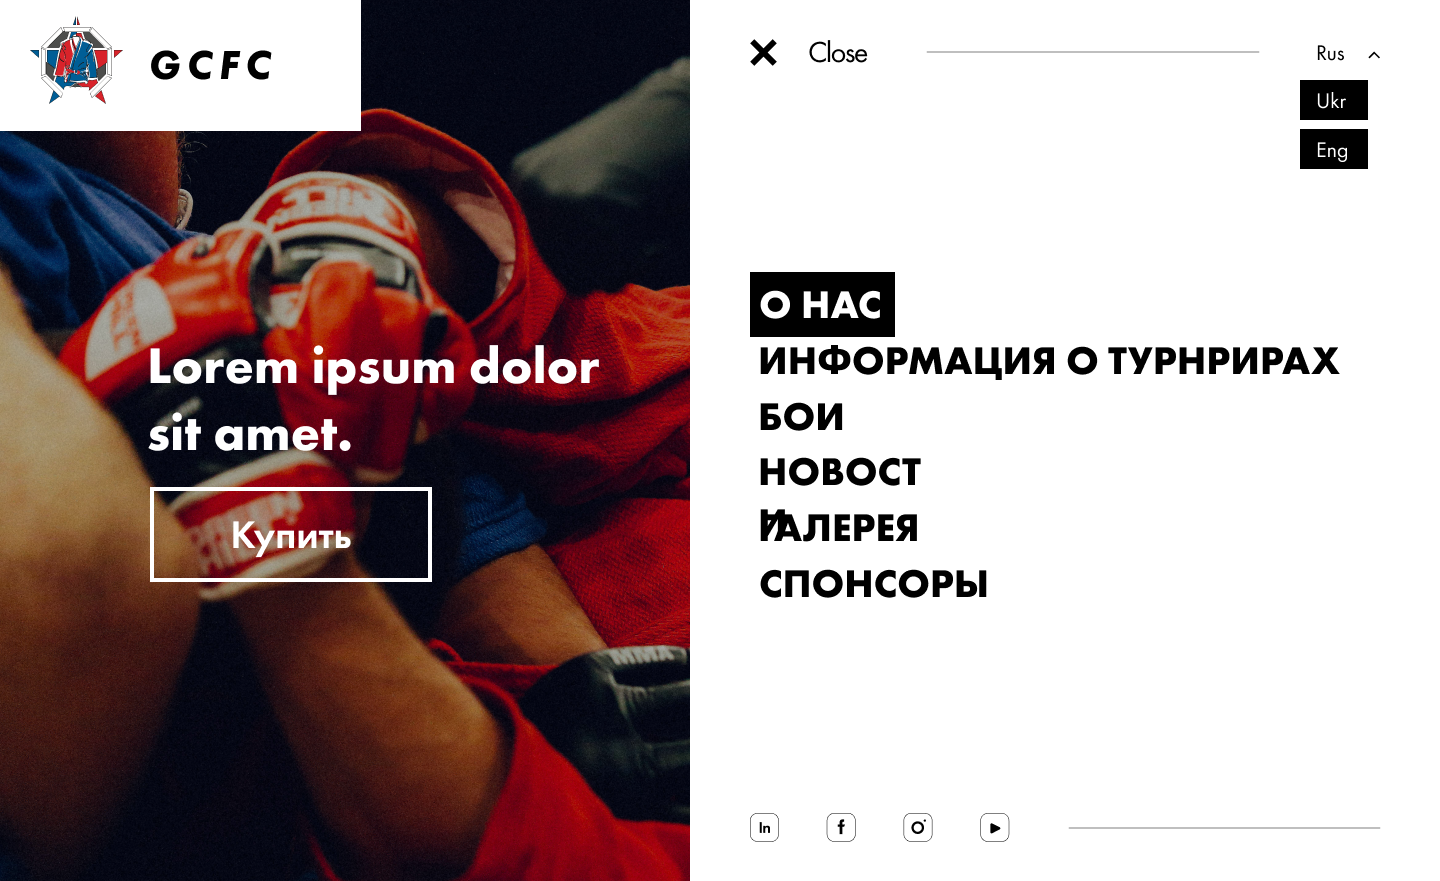 GCFC
Close
Rus
Ukr
Eng
О НАС
ИНФОРМАЦИЯ О ТУРНРИРАХ
БОИ
НОВОСТ
И
ГАЛЕРЕЯ
СПОНСОРЫ
Lorem ipsum dolor
sit amet.
Купить
MMA
In
f